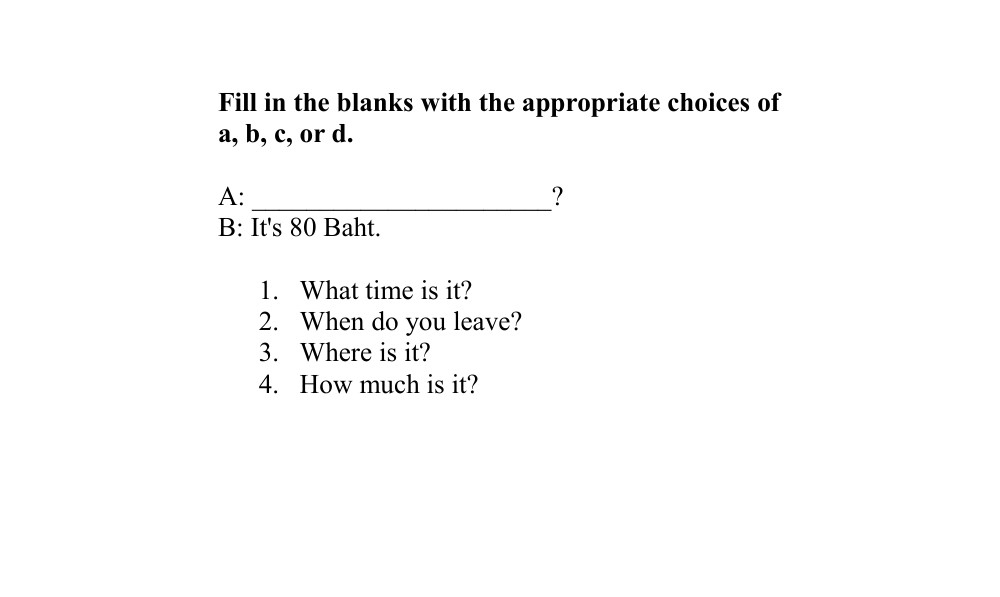 Fill in the blanks with the appropriate choices of
a, b, c, or d.
A: ______________________?
B: It's 80 Baht.
1. What time is it?
2. When do you leave?
3. Where is it?
4. How much is it?